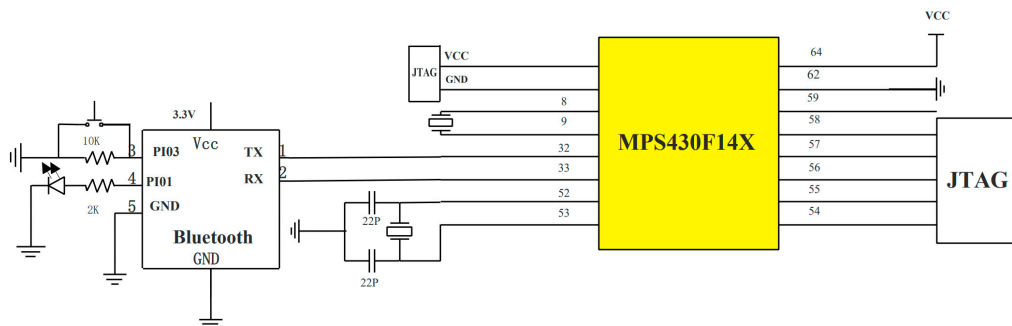 VCC
3.3V
10K
3
PI03
Vcc
TX
1
4
PI01
RX
2
2K
5
GND
Bluetooth
GND
JTAG
VCC
GND
8
9
32
33
52
53
22P
22P
MPS430F14X
64
62
59
58
57
56
55
54
JTAG